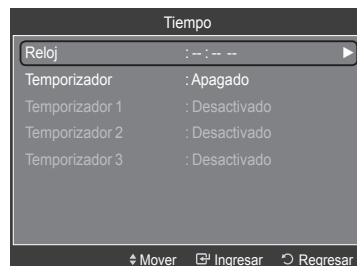 Tiempo
Reloj : -- : -- --
Temporizador : Apagado
Temporizador 1 : Desactivado
Temporizador 2 : Desactivado
Temporizador 3 : Desactivado
Mover Ingresar Regresar